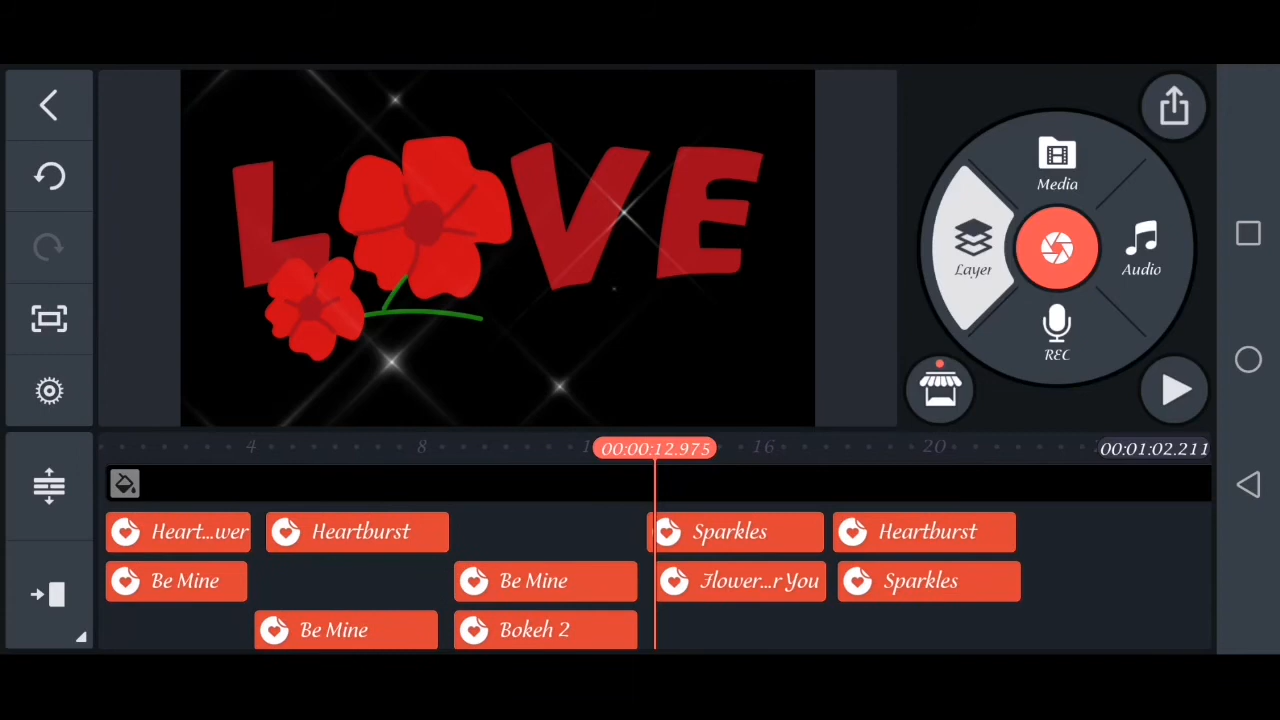 LOVE
Media
Layer
Audio
REC
4
8
00:00:12.975
16
20
00:01:02.211
Heart...wer
Heartburst
Sparkles
Heartburst
Be Mine
Be Mine
Flower...r You
Sparkles
Be Mine
Bokeh 2